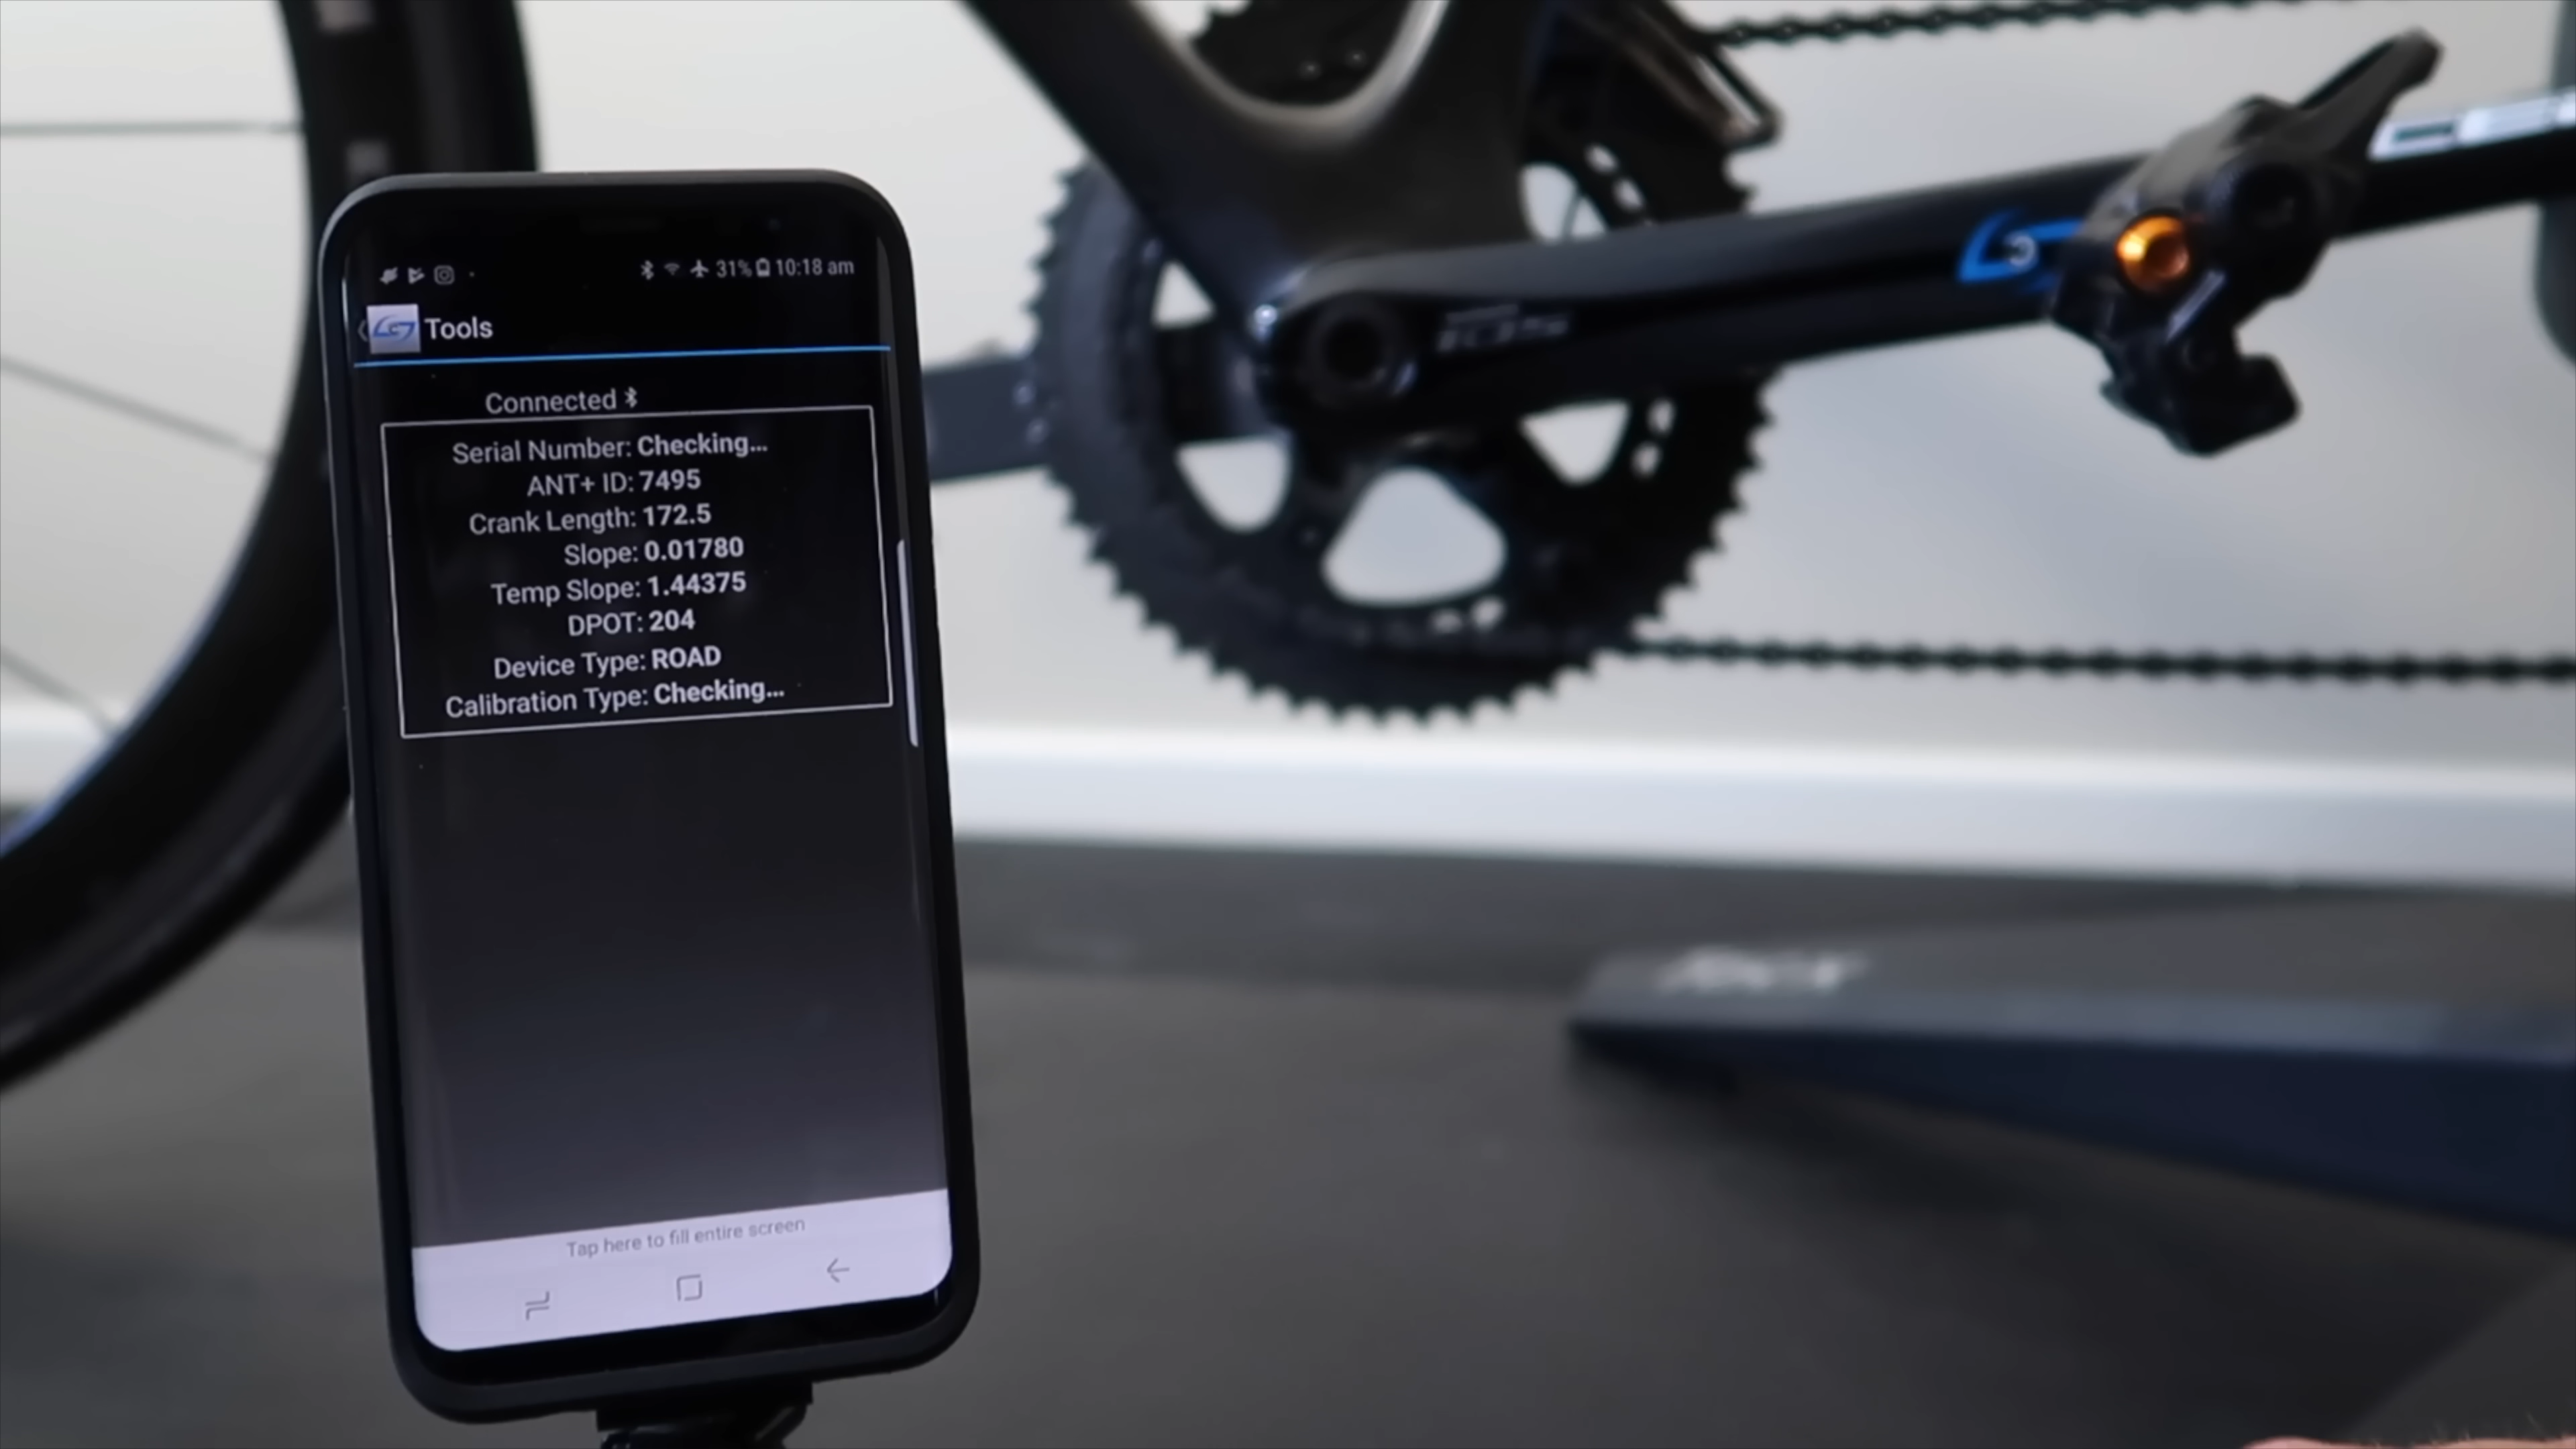 31% 10:18 am
Tools
Connected
Serial Number: Checking...
ANT+ ID: 7495
Crank Length: 172.5
Slope: 0.01780
Temp Slope: 1.44375
DPOT: 204
Device Type: ROAD
Calibration Type: Checking...
Tap here to fill entire screen
105